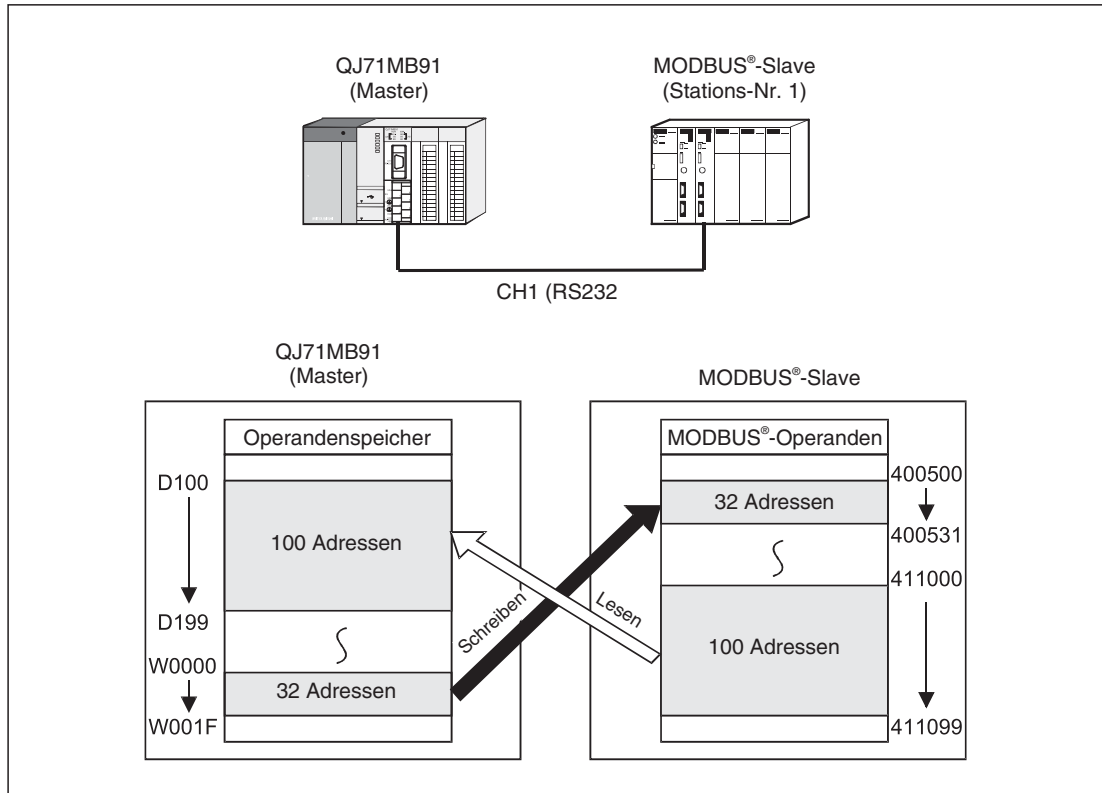 QJ71MB91
(Master)
MODBUS®-Slave
(Stations-Nr. 1)
CH1 (RS232
QJ71MB91
(Master)
MODBUS®-Slave
Operandenspeicher
MODBUS®-Operanden
D100
400500
32 Adressen
100 Adressen
400531
411000
Schreiben
Lesen
D199
W0000
100 Adressen
32 Adressen
W001F
411099